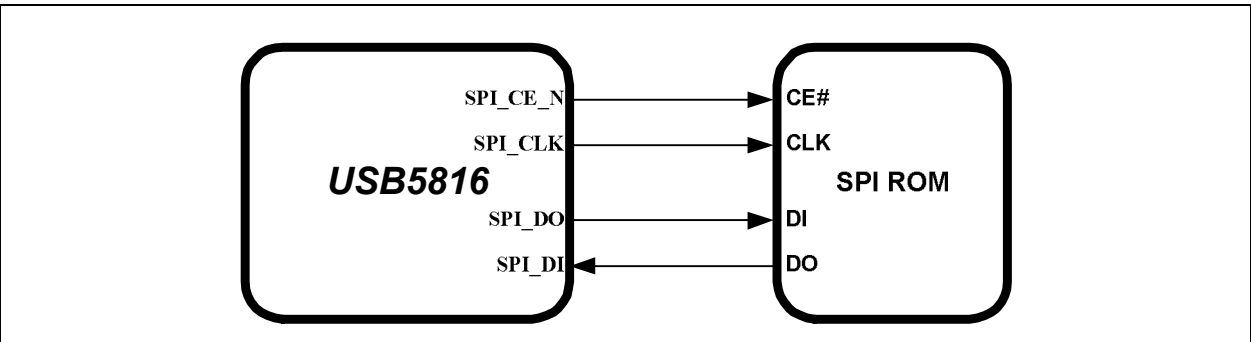 SPI_CE_N CE#
SPI_CLK CLK
USB5816 SPI ROM
SPI_DO DI
SPI_DI DO